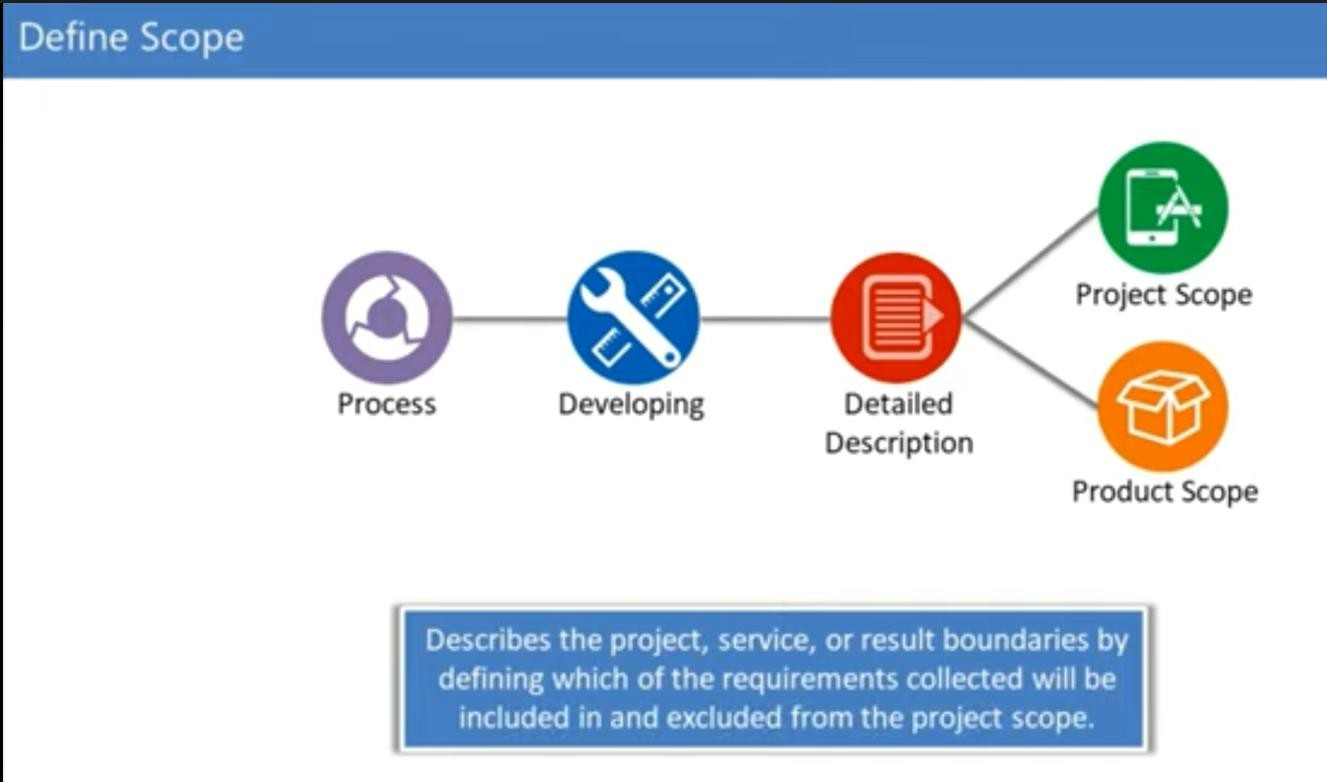 Define Scope
Process
Developing
Detailed
Description
Project Scope
Product Scope
Describes the project, service, or result boundaries by
defining which of the requirements collected will be
included in and excluded from the project scope.